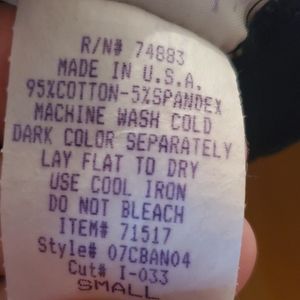 R/N# 74883
MADE IN U.S.A.
95%COTTON-5%SPANDEX
MACHINE WASH COLD
DARK COLOR SEPARATELY
LAY FLAT TO DRY
USE COOL IRON
DO NOT BLEACH
ITEM# 71517
Style# 07CBAN04
Cut# I-033
SMALL